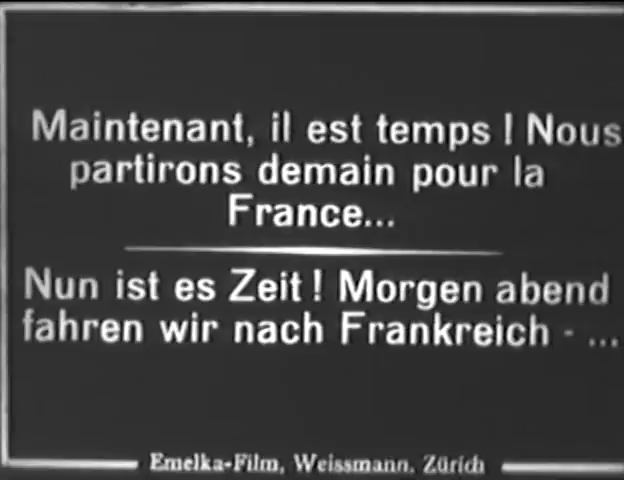 Maintenant, il est temps ! Nous
partirons demain pour la
France...
Nun ist es Zeit ! Morgen abend
fahren wir nach Frankreich - ...
Emelka-Film, Weissmann, Zürich